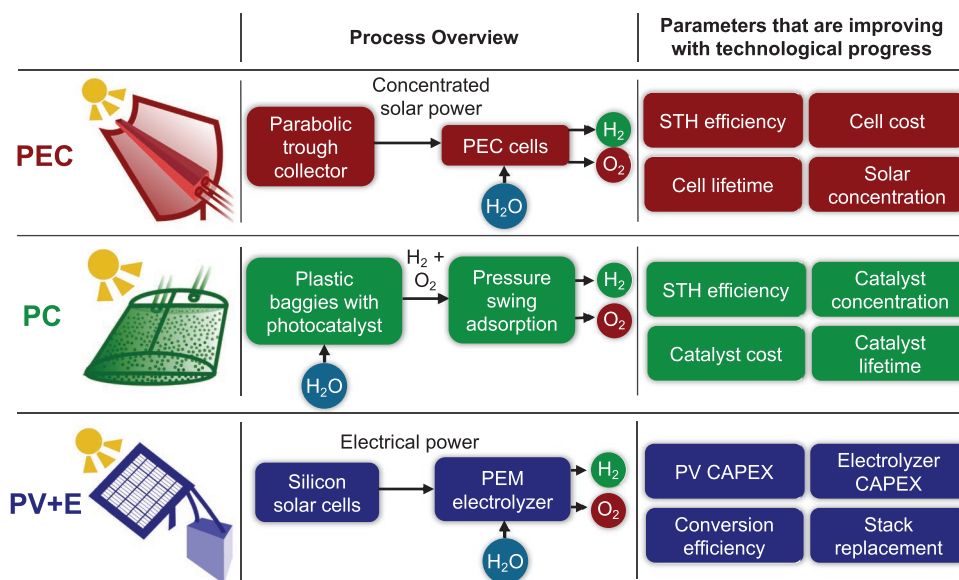 Process Overview
Parameters that are improving
with technological progress
PEC
Concentrated
solar power
Parabolic
trough
collector
PEC cells
H₂
O₂
H₂O
STH efficiency
Cell cost
Cell lifetime
Solar
concentration
PC
H₂ +
O₂
Plastic
baggies with
photocatalyst
Pressure
swing
adsorption
H₂
O₂
H₂O
STH efficiency
Catalyst
concentration
Catalyst cost
Catalyst
lifetime
PV+E
Electrical power
Silicon
solar cells
PEM
electrolyzer
H₂
O₂
H₂O
PV CAPEX
Electrolyzer
CAPEX
Conversion
efficiency
Stack
replacement